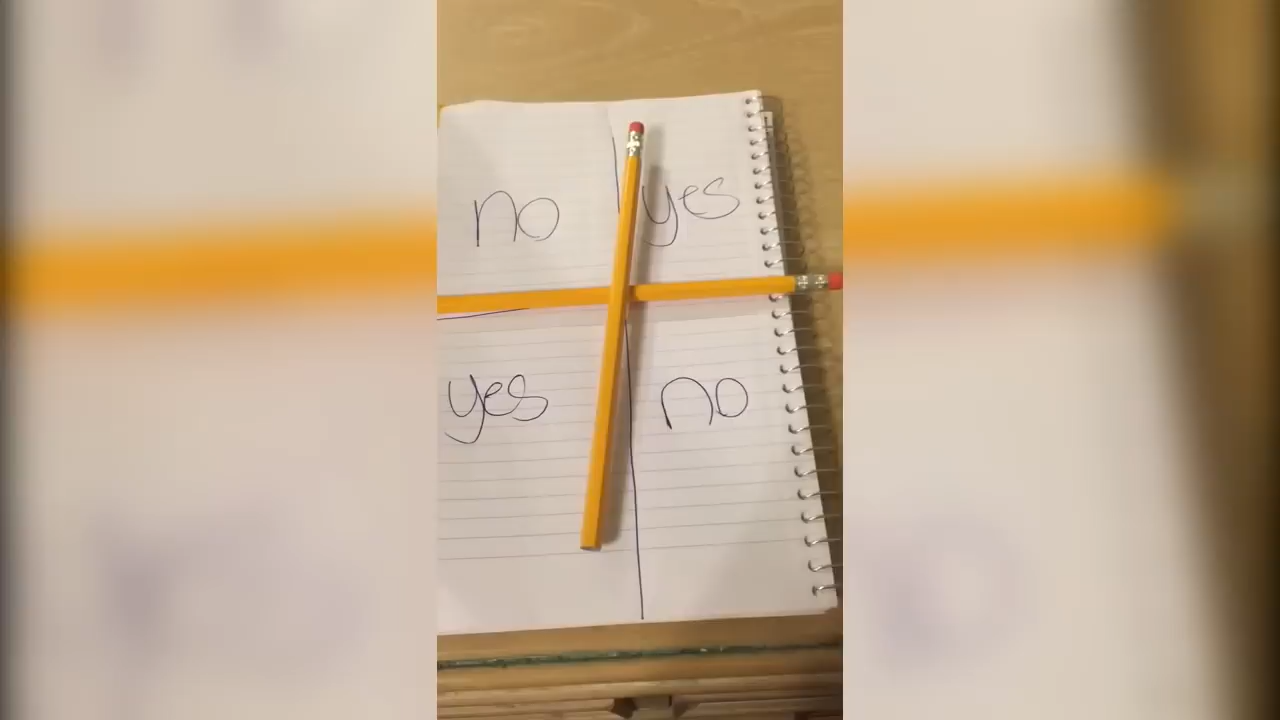 no yes
yes no